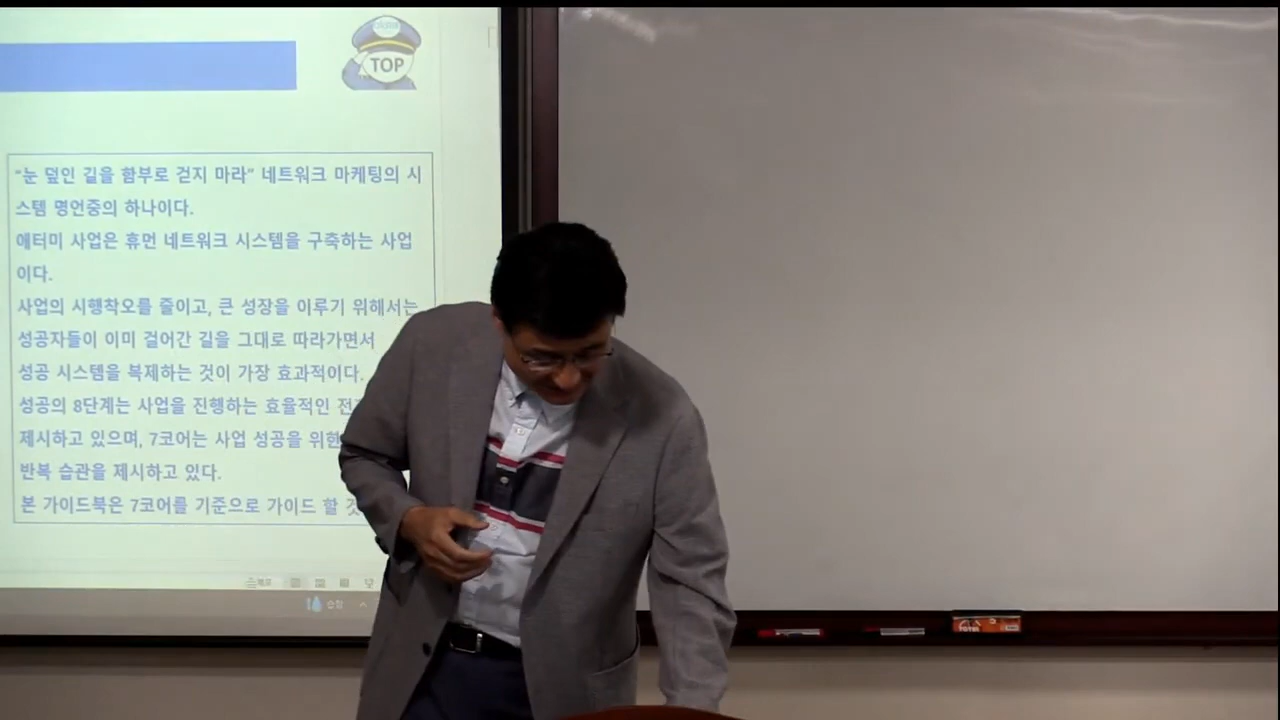 TOP
"눈 덮인 길을 함부로 걷지 마라" 네트워크 마케팅의 시
스템 명언중의 하나이다.
애터미 사업은 휴먼 네트워크 시스템을 구축하는 사업
이다.
사업의 시행착오를 줄이고, 큰 성장을 이루기 위해서는
성공자들이 이미 걸어간 길을 그대로 따라가면서
성공 시스템을 복제하는 것이 가장 효과적이다.
성공의 8단계는 사업을 진행하는 효율적인
제시하고 있으며, 7코어는 사업 성공을 위한
반복 습관을 제시하고 있다.
본 가이드북은 7코어를 기준으로 가이드 할